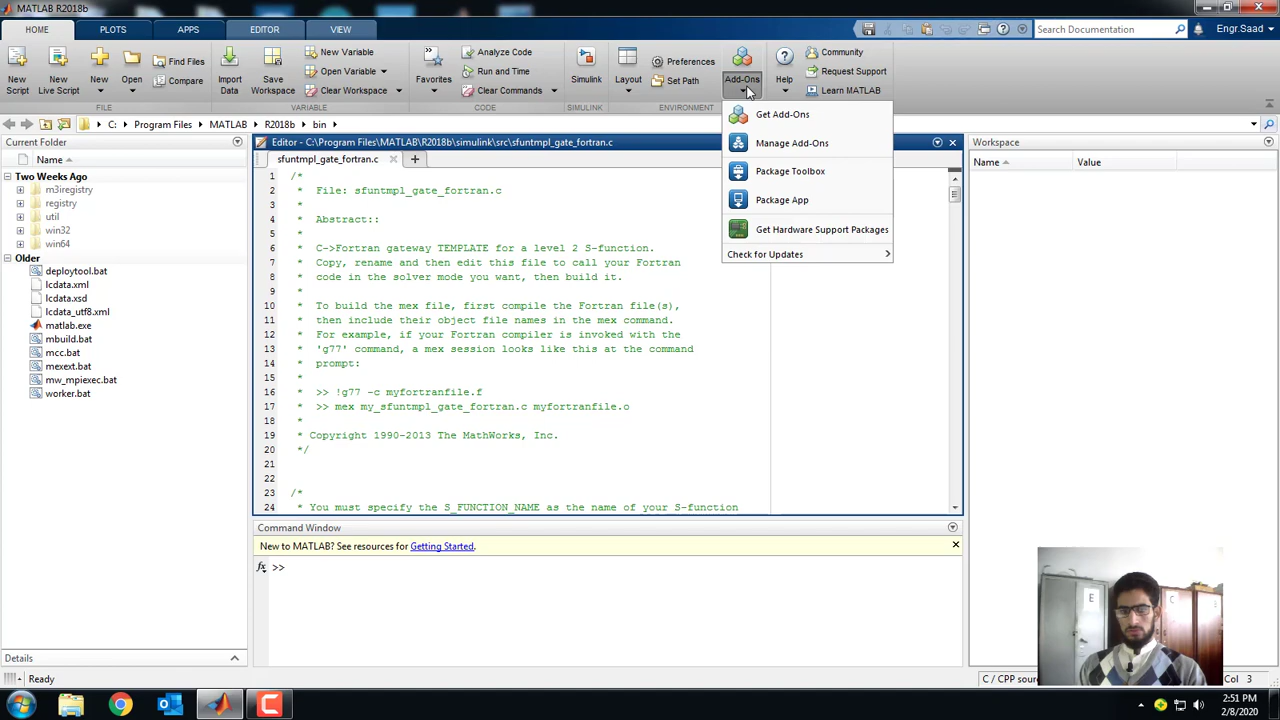 MATLAB R2018b
HOME PLOTS APPS EDITOR VIEW
Search Documentation
Engr.Saad
New Script
New Live Script
New
Open
Find Files
Compare
FILE
Import Data
Save Workspace
New Variable
Open Variable
Clear Workspace
VARIABLE
Favorites
Analyze Code
Run and Time
Clear Commands
CODE
Simulink
SIMULINK
Layout
Preferences
Set Path
ENVIRONMENT
Add-Ons
Help
Community
Request Support
Learn MATLAB
Get Add-Ons
Manage Add-Ons
Package Toolbox
Package App
Get Hardware Support Packages
Check for Updates
C: Program Files MATLAB R2018b bin
Current Folder
Name
Two Weeks Ago
m3iregistry
registry
util
win32
win64
Older
deploytool.bat
lcdata.xml
lcdata.xsd
lcdata_utf8.xml
matlab.exe
mbuild.bat
mcc.bat
mexext.bat
mw_mpiexec.bat
worker.bat
Details
Editor - C:\Program Files\MATLAB\R2018b\simulink\src\sfuntmpl_gate_fortran.c
sfuntmpl_gate_fortran.c
1 /*
2 * File: sfuntmpl_gate_fortran.c
3 *
4 * Abstract::
5 *
6 * C->Fortran gateway TEMPLATE for a level 2 S-function.
7 * Copy, rename and then edit this file to call your Fortran
8 * code in the solver mode you want, then build it.
9 *
10 * To build the mex file, first compile the Fortran file(s),
11 * then include their object file names in the mex command.
12 * For example, if your Fortran compiler is invoked with the
13 * 'g77' command, a mex session looks like this at the command
14 * prompt:
15 *
16 * >> !g77 -c myfortranfile.f
17 * >> mex my_sfuntmpl_gate_fortran.c myfortranfile.o
18 *
19 * Copyright 1990-2013 The MathWorks, Inc.
20 */
21
22
23 /*
24 * You must specify the S_FUNCTION_NAME as the name of your S-function
Command Window
New to MATLAB? See resources for Getting Started.
fx >>
Workspace
Name Value
E
C
Ready
C / CPP sour
Col 3
2:51 PM
2/8/2020